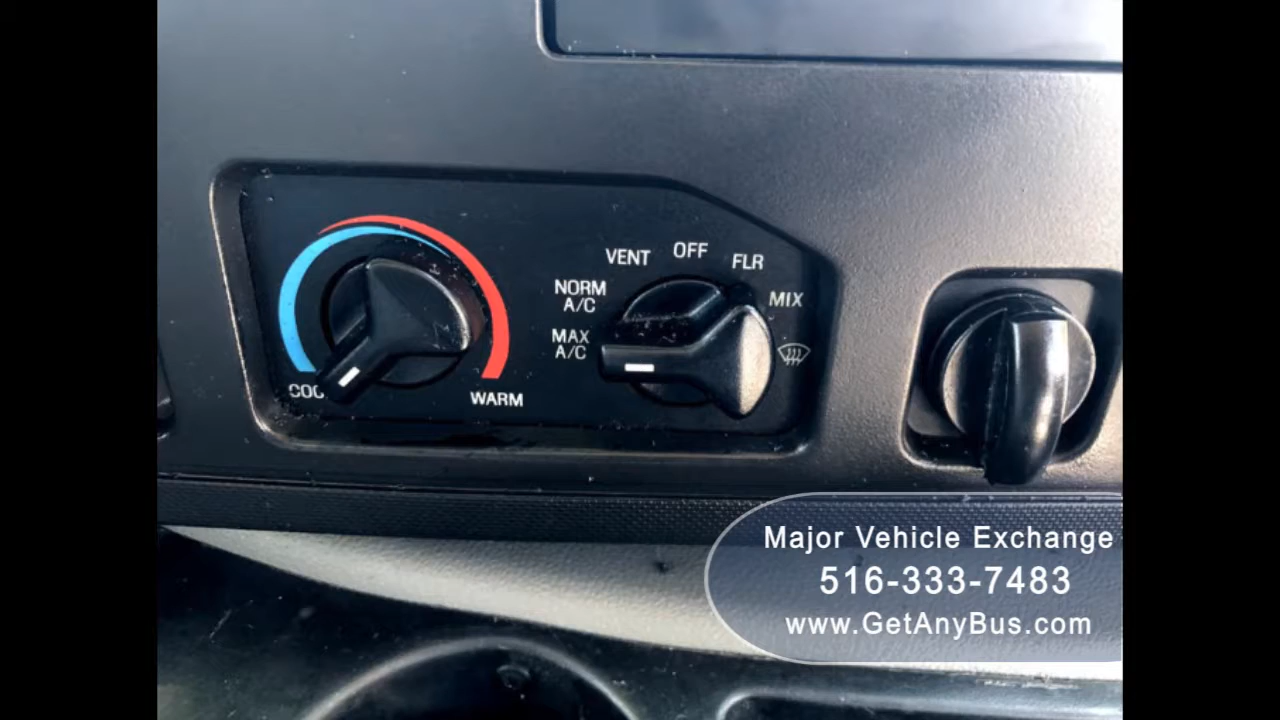 VENT OFF FLR
NORM A/C
MIX
MAX A/C
WARM
Major Vehicle Exchange
516-333-7483
www.GetAnyBus.com